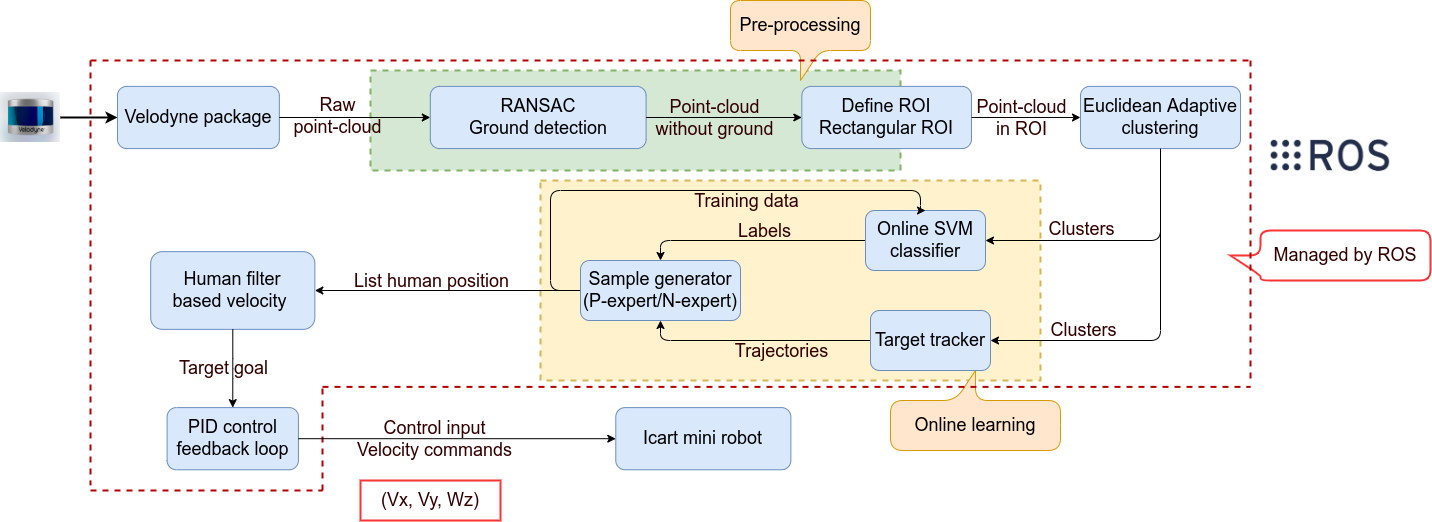 Pre-processing
Velodyne
Velodyne package
Raw
point-cloud
RANSAC
Ground detection
Point-cloud
without ground
Define ROI
Rectangular ROI
Point-cloud
in ROI
Euclidean Adaptive
clustering
ROS
Training data
Labels
Online SVM
classifier
Clusters
Managed by ROS
Human filter
based velocity
List human position
Sample generator
(P-expert/N-expert)
Trajectories
Target tracker
Clusters
Target goal
Online learning
PID control
feedback loop
Control input
Velocity commands
Icart mini robot
(Vx, Vy, Wz)